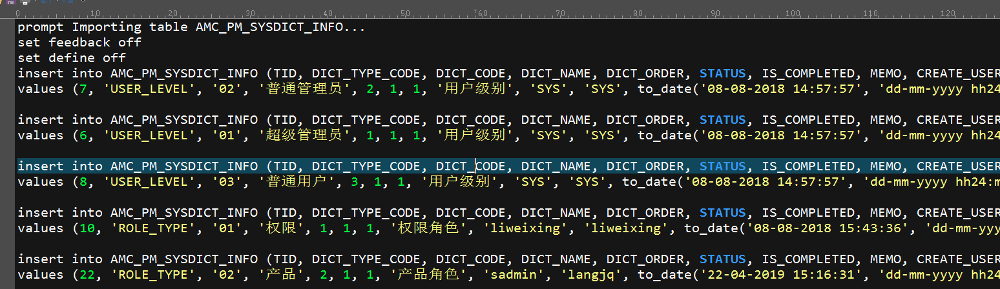 0 10 20 30 40 50 60 70 80 90 100 110 120
prompt Importing table AMC_PM_SYSDICT_INFO...
set feedback off
set define off
insert into AMC_PM_SYSDICT_INFO (TID, DICT_TYPE_CODE, DICT_CODE, DICT_NAME, DICT_ORDER, STATUS, IS_COMPLETED, MEMO, CREATE_USER
values (7, 'USER_LEVEL', '02', '普通管理员', 2, 1, 1, '用户级别', 'SYS', 'SYS', to_date('08-08-2018 14:57:57', 'dd-mm-yyyy hh24
insert into AMC_PM_SYSDICT_INFO (TID, DICT_TYPE_CODE, DICT_CODE, DICT_NAME, DICT_ORDER, STATUS, IS_COMPLETED, MEMO, CREATE_USER
values (6, 'USER_LEVEL', '01', '超级管理员', 1, 1, 1, '用户级别', 'SYS', 'SYS', to_date('08-08-2018 14:57:57', 'dd-mm-yyyy hh24
insert into AMC_PM_SYSDICT_INFO (TID, DICT_TYPE_CODE, DICT_CODE, DICT_NAME, DICT_ORDER, STATUS, IS_COMPLETED, MEMO, CREATE_USER
values (8, 'USER_LEVEL', '03', '普通用户', 3, 1, 1, '用户级别', 'SYS', 'SYS', to_date('08-08-2018 14:57:57', 'dd-mm-yyyy hh24:m
insert into AMC_PM_SYSDICT_INFO (TID, DICT_TYPE_CODE, DICT_CODE, DICT_NAME, DICT_ORDER, STATUS, IS_COMPLETED, MEMO, CREATE_USER
values (10, 'ROLE_TYPE', '01', '权限', 1, 1, 1, '权限角色', 'liweixing', 'liweixing', to_date('08-08-2018 15:43:36', 'dd-mm-yyy
insert into AMC_PM_SYSDICT_INFO (TID, DICT_TYPE_CODE, DICT_CODE, DICT_NAME, DICT_ORDER, STATUS, IS_COMPLETED, MEMO, CREATE_USER
values (22, 'ROLE_TYPE', '02', '产品', 2, 1, 1, '产品角色', 'sadmin', 'langjq', to_date('22-04-2019 15:16:31', 'dd-mm-yyyy hh24